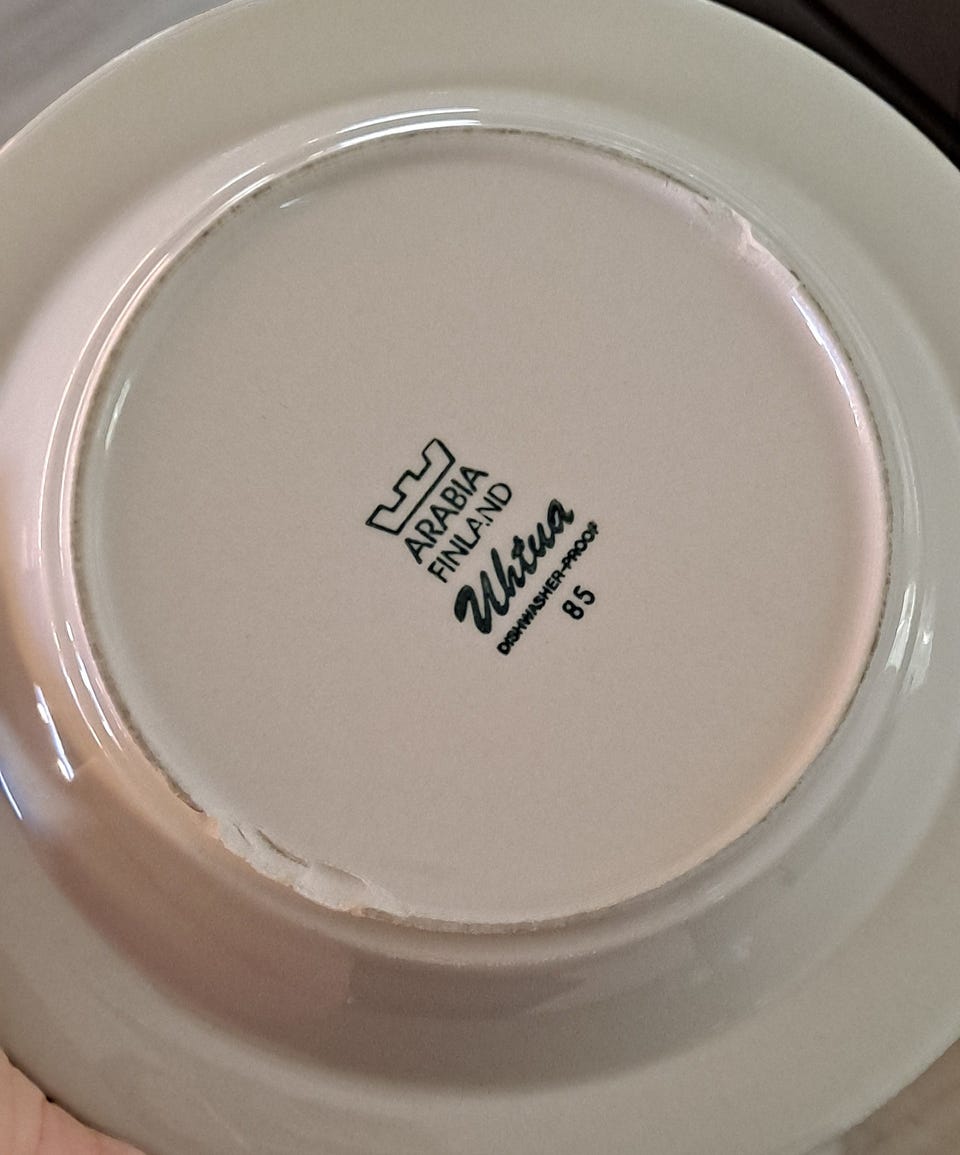 ARABIA
FINLAND
Uhtua
DISHWASHER-PROOF
85